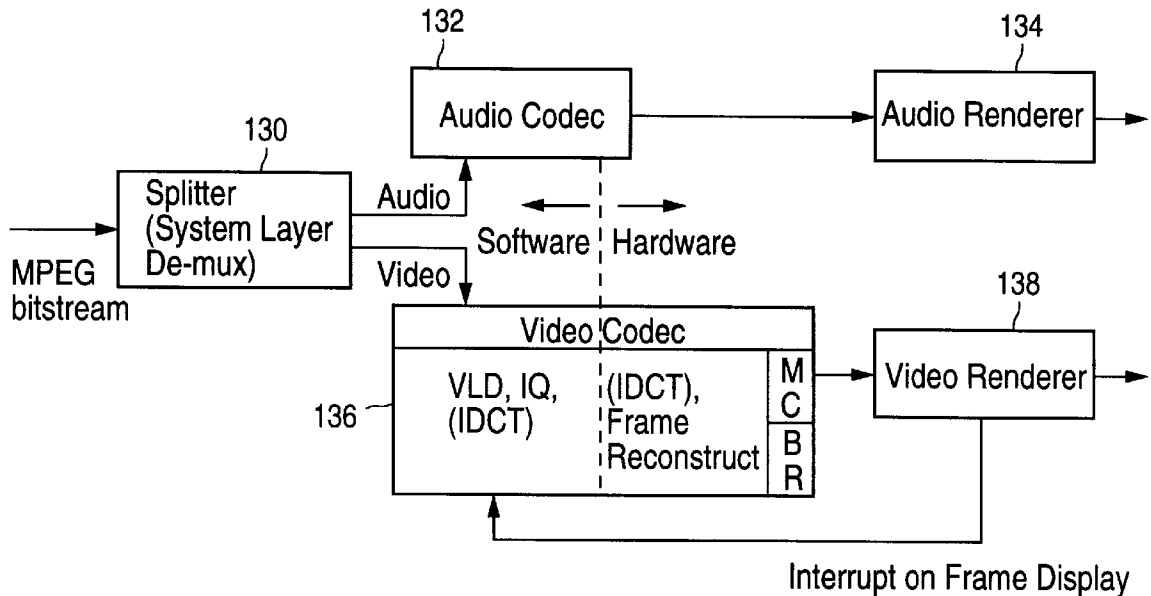 132
134
Audio Codec
Audio Renderer
130
Splitter
(System Layer
De-mux)
Audio
Software
Hardware
MPEG
bitstream
Video
138
Video Codec
136
VLD, IQ,
(IDCT)
(IDCT),
Frame
Reconstruct
M
C
B
R
Video Renderer
Interrupt on Frame Display